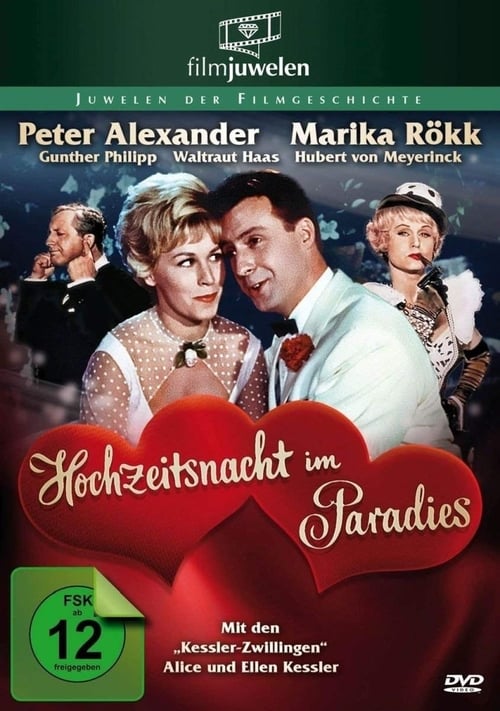 filmjuwelen
JUWELEN DER FILMGESCHICHTE
Peter Alexander Marika Rökk
Gunther Philipp Waltraut Haas Hubert von Meyerinck
Hochzeitsnacht im
Paradies
FSK
ab
12
freigegeben
Mit den
„Kessler-Zwillingen“
Alice und Ellen Kessler
DVD
VIDEO